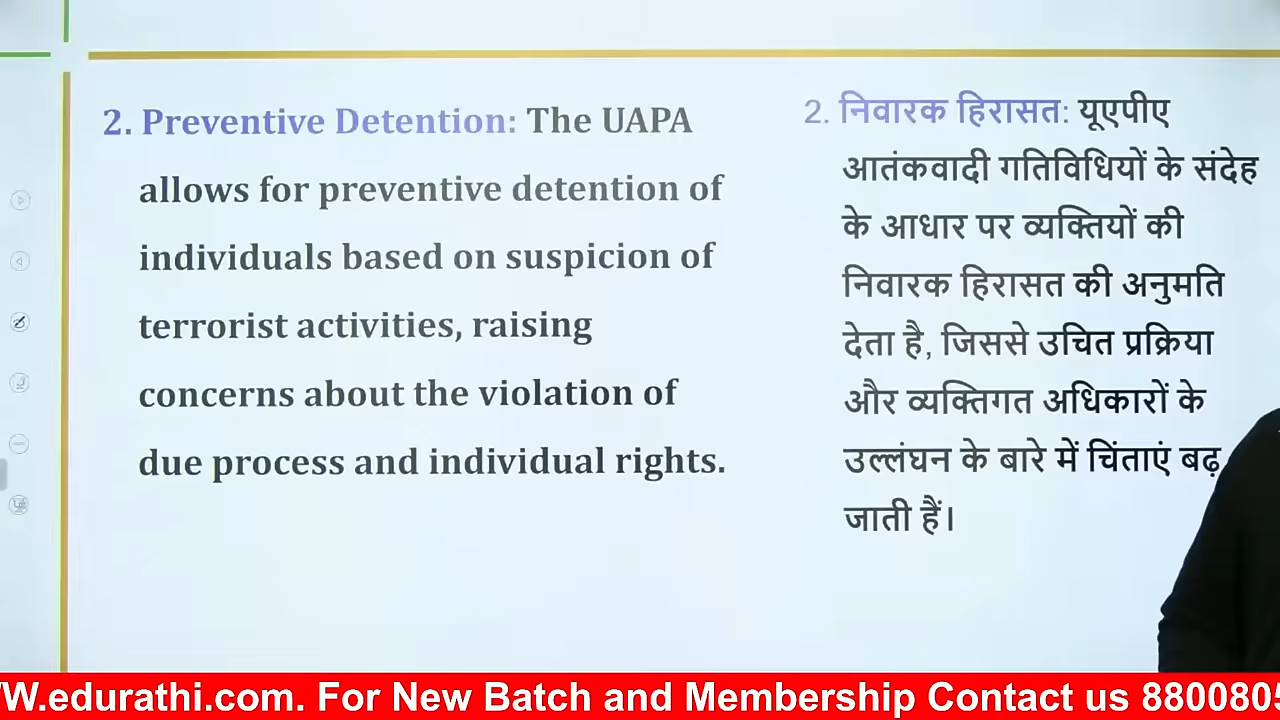 2. Preventive Detention: The UAPA
allows for preventive detention of
individuals based on suspicion of
terrorist activities, raising
concerns about the violation of
due process and individual rights.
2. निवारक हिरासत: यूएपीए
आतंकवादी गतिविधियों के संदेह
के आधार पर व्यक्तियों की
निवारक हिरासत की अनुमति
देता है, जिससे उचित प्रक्रिया
और व्यक्तिगत अधिकारों के
उल्लंघन के बारे में चिंताएं बढ़
जाती हैं।
W.edurathi.com. For New Batch and Membership Contact us 880080